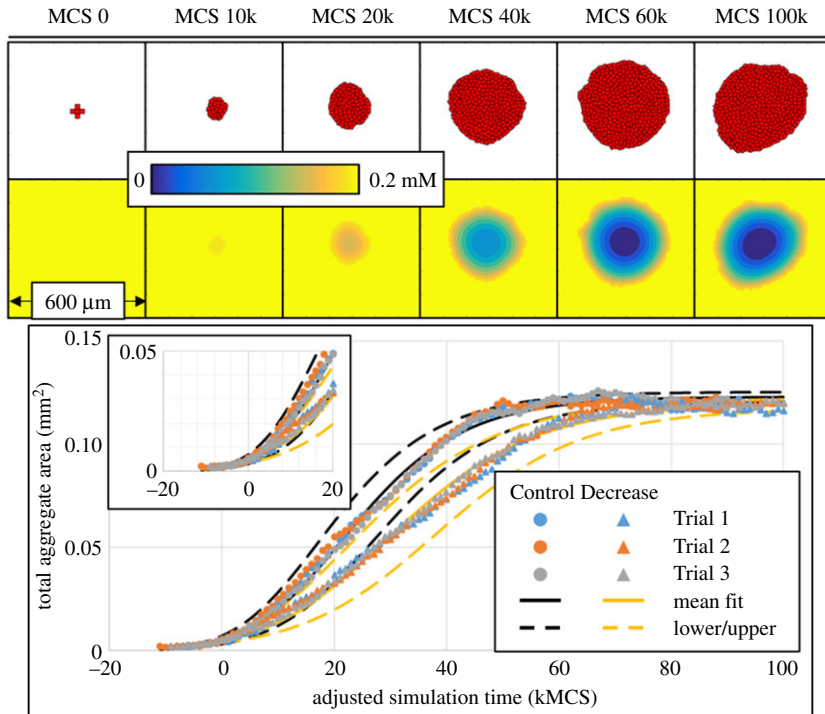 MCS 0 MCS 10k MCS 20k MCS 40k MCS 60k MCS 100k
0 0.2 mM
600 µm
0.15
0.10
0.05
0
total aggregate area (mm²)
0.05
0
−20 0 20
Control Decrease
Trial 1
Trial 2
Trial 3
mean fit
lower/upper
−20 0 20 40 60 80 100
adjusted simulation time (kMCS)